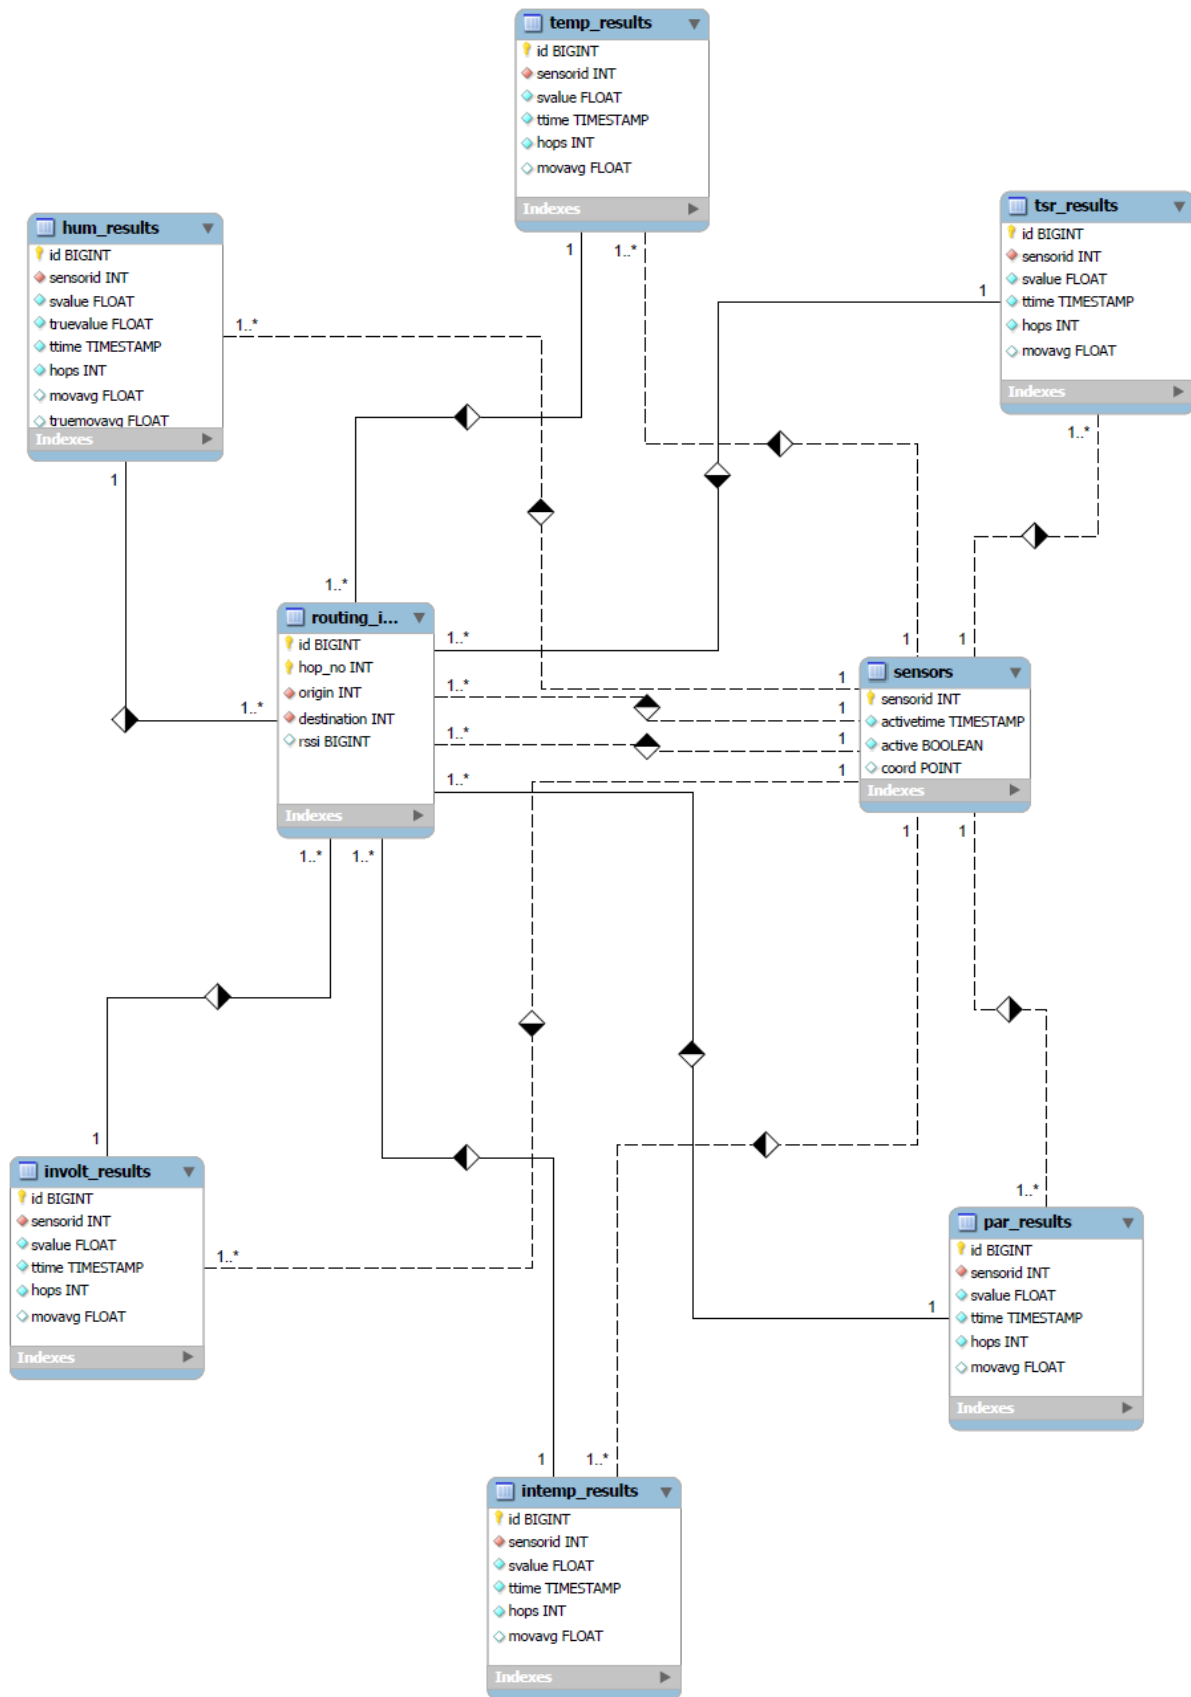 temp_results
id BIGINT
sensorid INT
svalue FLOAT
ttime TIMESTAMP
hops INT
movavg FLOAT
Indexes
1
1..*
hum_results
id BIGINT
sensorid INT
svalue FLOAT
truevalue FLOAT
ttime TIMESTAMP
hops INT
movavg FLOAT
truemovavg FLOAT
Indexes
1..*
1
tsr_results
id BIGINT
sensorid INT
svalue FLOAT
ttime TIMESTAMP
hops INT
movavg FLOAT
Indexes
1
1..*
1..*
routing_i...
id BIGINT
hop_no INT
origin INT
destination INT
rssi BIGINT
Indexes
1..*
1..*
1..*
1..*
1..*
1..*
1..*
1
1
1
1
1
1
sensors
sensorid INT
activetime TIMESTAMP
active BOOLEAN
coord POINT
Indexes
1
1
1
involt_results
id BIGINT
sensorid INT
svalue FLOAT
ttime TIMESTAMP
hops INT
movavg FLOAT
Indexes
1..*
1..*
par_results
id BIGINT
sensorid INT
svalue FLOAT
ttime TIMESTAMP
hops INT
movavg FLOAT
Indexes
1
1
1..*
intemp_results
id BIGINT
sensorid INT
svalue FLOAT
ttime TIMESTAMP
hops INT
movavg FLOAT
Indexes